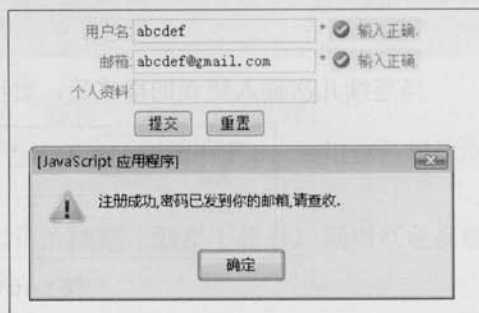 用户名 abcdef * 输入正确.
邮箱 abcdef@gmail.com * 输入正确.
个人资料
提交 重置
[JavaScript 应用程序]
注册成功,密码已发到你的邮箱,请查收.
确定